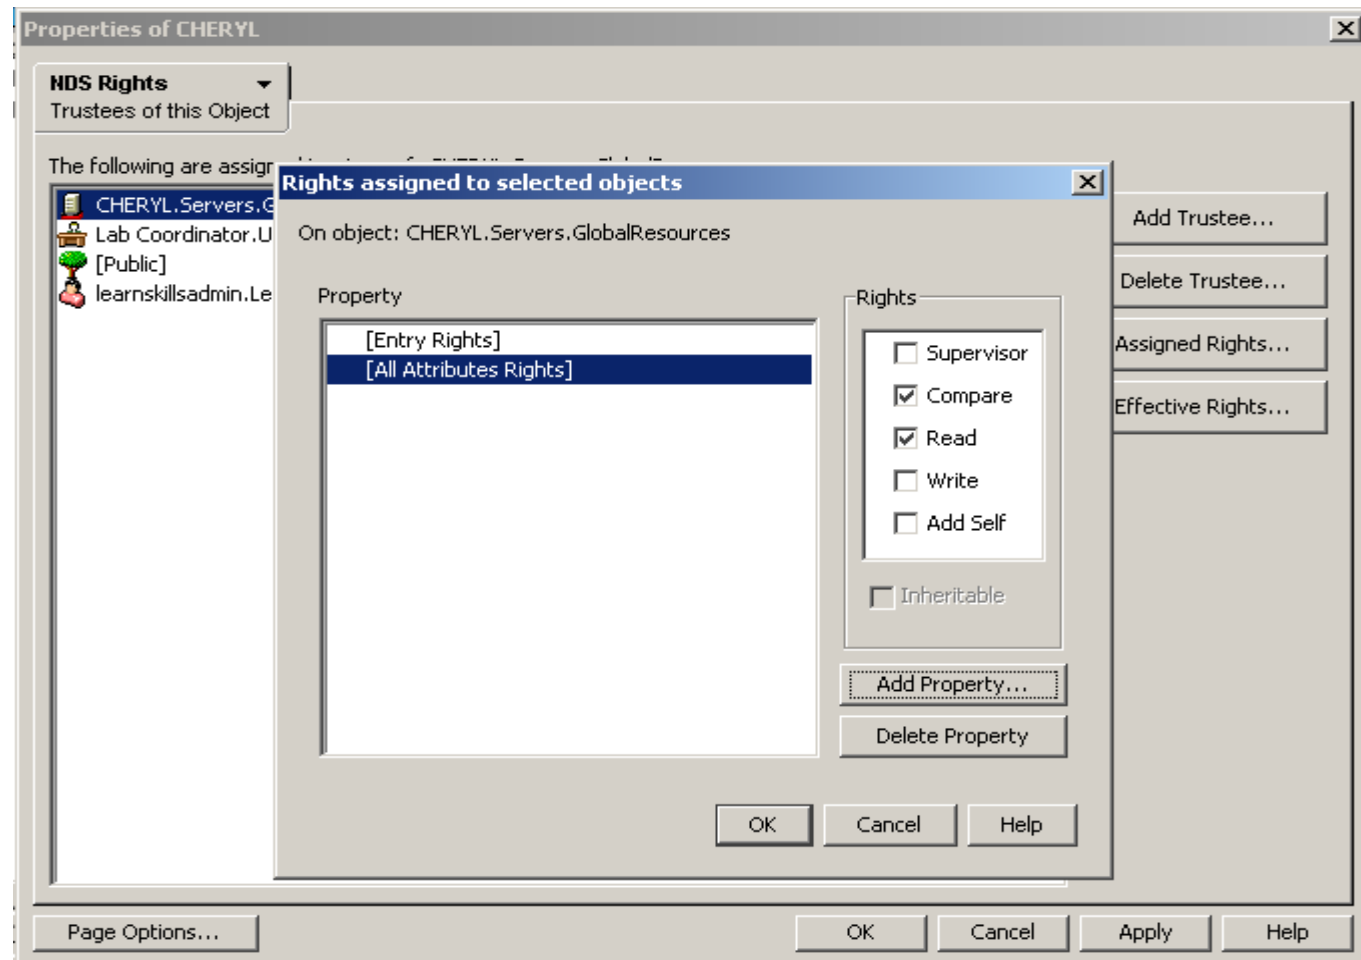 Properties of CHERYL
NDS Rights
Trustees of this Object
The following are
CHERYL.Servers.G
Lab Coordinator.U
[Public]
learnskillsadmin.Le
Add Trustee...
Delete Trustee...
Assigned Rights...
Effective Rights...
Rights assigned to selected objects
On object: CHERYL.Servers.GlobalResources
Property
[Entry Rights]
[All Attributes Rights]
Rights
Supervisor
Compare
Read
Write
Add Self
Inheritable
Add Property...
Delete Property
OK
Cancel
Help
Page Options...
OK
Cancel
Apply
Help